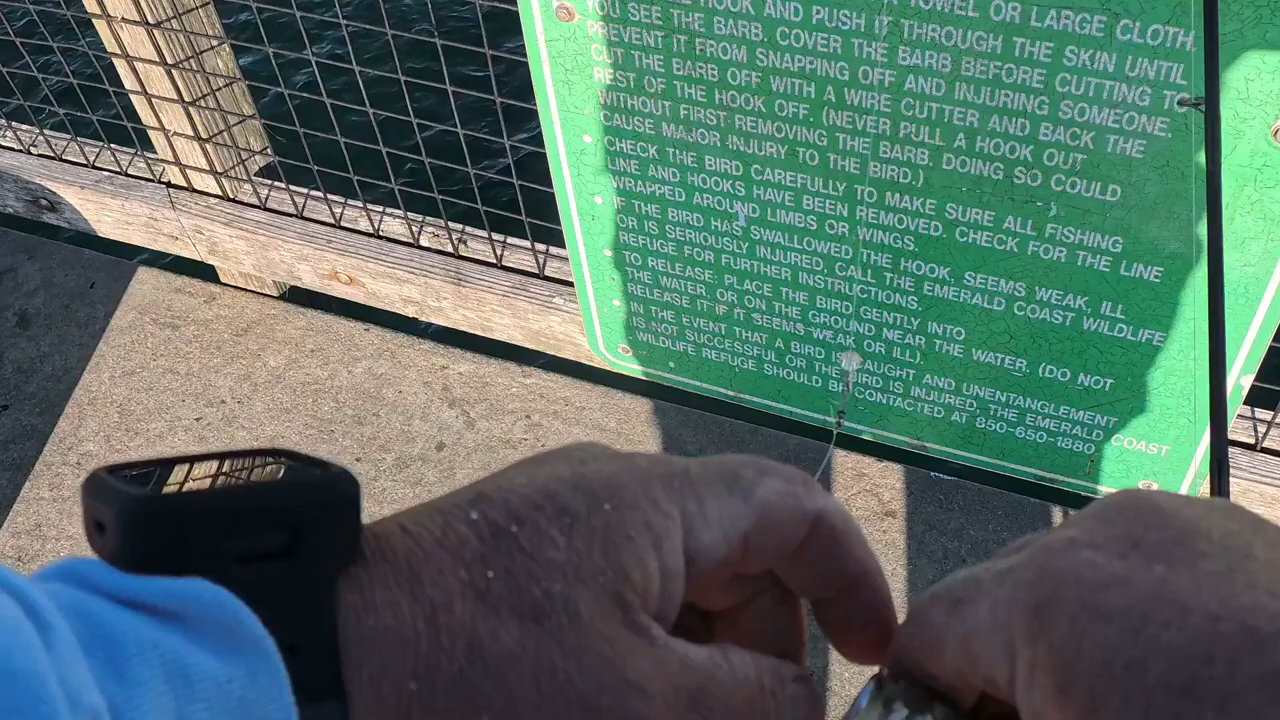 HOOK AND PUSH IT THROUGH THE SKIN UNTIL
TOWEL OR LARGE CLOTH.
YOU SEE THE BARB. COVER THE BARB BEFORE CUTTING TO
PREVENT IT FROM SNAPPING OFF AND INJURING SOMEONE.
CUT THE BARB OFF WITH A WIRE CUTTER AND BACK THE
REST OF THE HOOK OFF. (NEVER PULL A HOOK OUT
WITHOUT FIRST REMOVING THE BARB. DOING SO COULD
CAUSE MAJOR INJURY TO THE BIRD.)
CHECK THE BIRD CAREFULLY TO MAKE SURE ALL FISHING
LINE AND HOOKS HAVE BEEN REMOVED. CHECK FOR THE LINE
WRAPPED AROUND LIMBS OR WINGS.
IF THE BIRD HAS SWALLOWED THE HOOK, SEEMS WEAK, ILL
OR IS SERIOUSLY INJURED, CALL THE EMERALD COAST WILDLIFE
REFUGE FOR FURTHER INSTRUCTIONS.
TO RELEASE: PLACE THE BIRD GENTLY INTO
THE WATER, OR ON THE GROUND NEAR THE WATER. (DO NOT
RELEASE IT IF IT SEEMS WEAK OR ILL).
IN THE EVENT THAT A BIRD IS CAUGHT AND UNENTANGLEMENT
IS NOT SUCCESSFUL OR THE BIRD IS INJURED, THE EMERALD COAST
WILDLIFE REFUGE SHOULD BE CONTACTED AT 850-650-1880